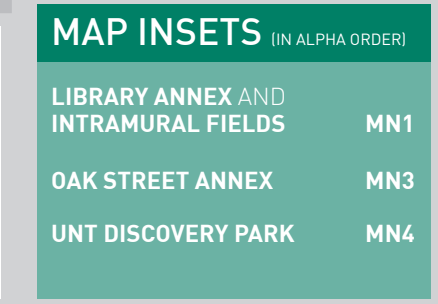 MAP INSETS (IN ALPHA ORDER)
LIBRARY ANNEX AND
INTRAMURAL FIELDS MN1
OAK STREET ANNEX MN3
UNT DISCOVERY PARK MN4